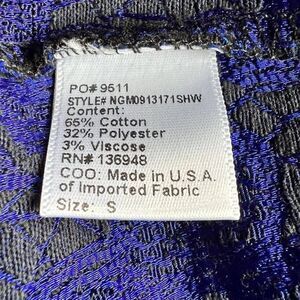 PO# 9511
STYLE# NGM0913171SHW
Content:
65% Cotton
32% Polyester
3% Viscose
RN# 136948
COO: Made in U.S.A.
of Imported Fabric
Size: S